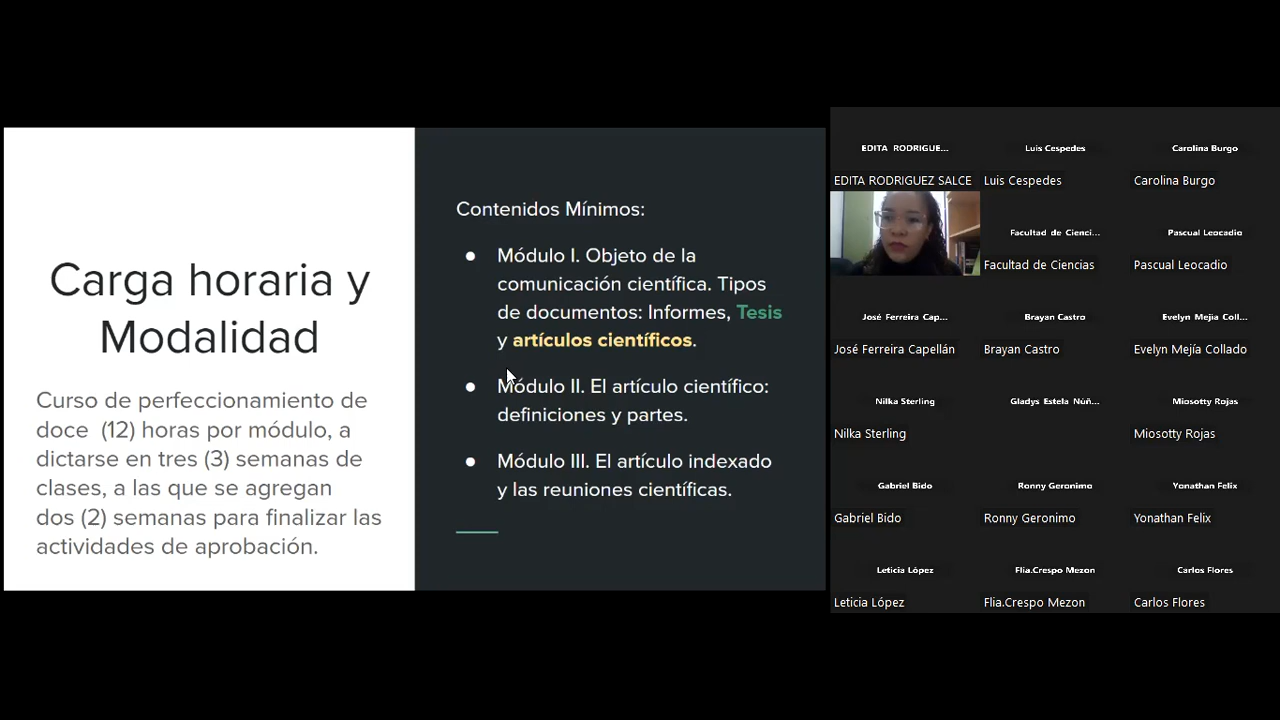 Carga horaria y
Modalidad
Curso de perfeccionamiento de
doce (12) horas por módulo, a
dictarse en tres (3) semanas de
clases, a las que se agregan
dos (2) semanas para finalizar las
actividades de aprobación.
Contenidos Mínimos:
● Módulo I. Objeto de la
comunicación científica. Tipos
de documentos: Informes, Tesis
y artículos científicos.
● Módulo II. El artículo científico:
definiciones y partes.
● Módulo III. El artículo indexado
y las reuniones científicas.
EDITA RODRIGUE... Luis Cespedes Carolina Burgo
EDITA RODRIGUEZ SALCE Luis Cespedes Carolina Burgo
Facultad de Cienci... Pascual Leocadio
Facultad de Ciencias Pascual Leocadio
José Ferreira Cap... Brayan Castro Evelyn Mejía Coll...
José Ferreira Capellán Brayan Castro Evelyn Mejía Collado
Nilka Sterling Gladys Estela Núñ... Miosotty Rojas
Nilka Sterling Miosotty Rojas
Gabriel Bido Ronny Geronimo Yonathan Felix
Gabriel Bido Ronny Geronimo Yonathan Felix
Leticia López Flia.Crespo Mezon Carlos Flores
Leticia López Flia.Crespo Mezon Carlos Flores